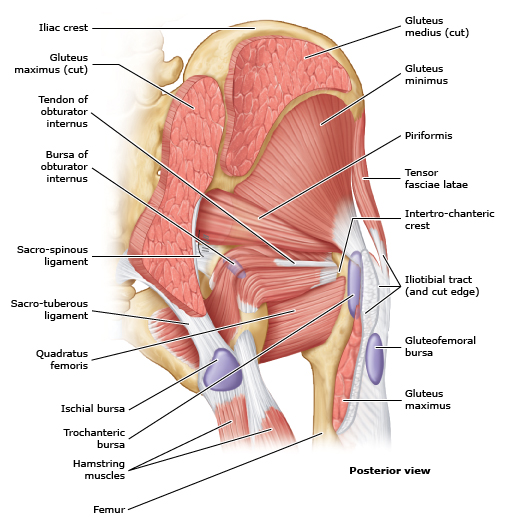 Iliac crest
Gluteus
maximus (cut)
Tendon of
obturator
internus
Bursa of
obturator
internus
Sacro-spinous
ligament
Sacro-tuberous
ligament
Quadratus
femoris
Ischial bursa
Trochanteric
bursa
Hamstring
muscles
Femur
Gluteus
medius (cut)
Gluteus
minimus
Piriformis
Tensor
fasciae latae
Intertro-chanteric
crest
Iliotibial tract
(and cut edge)
Gluteofemoral
bursa
Gluteus
maximus
Posterior view